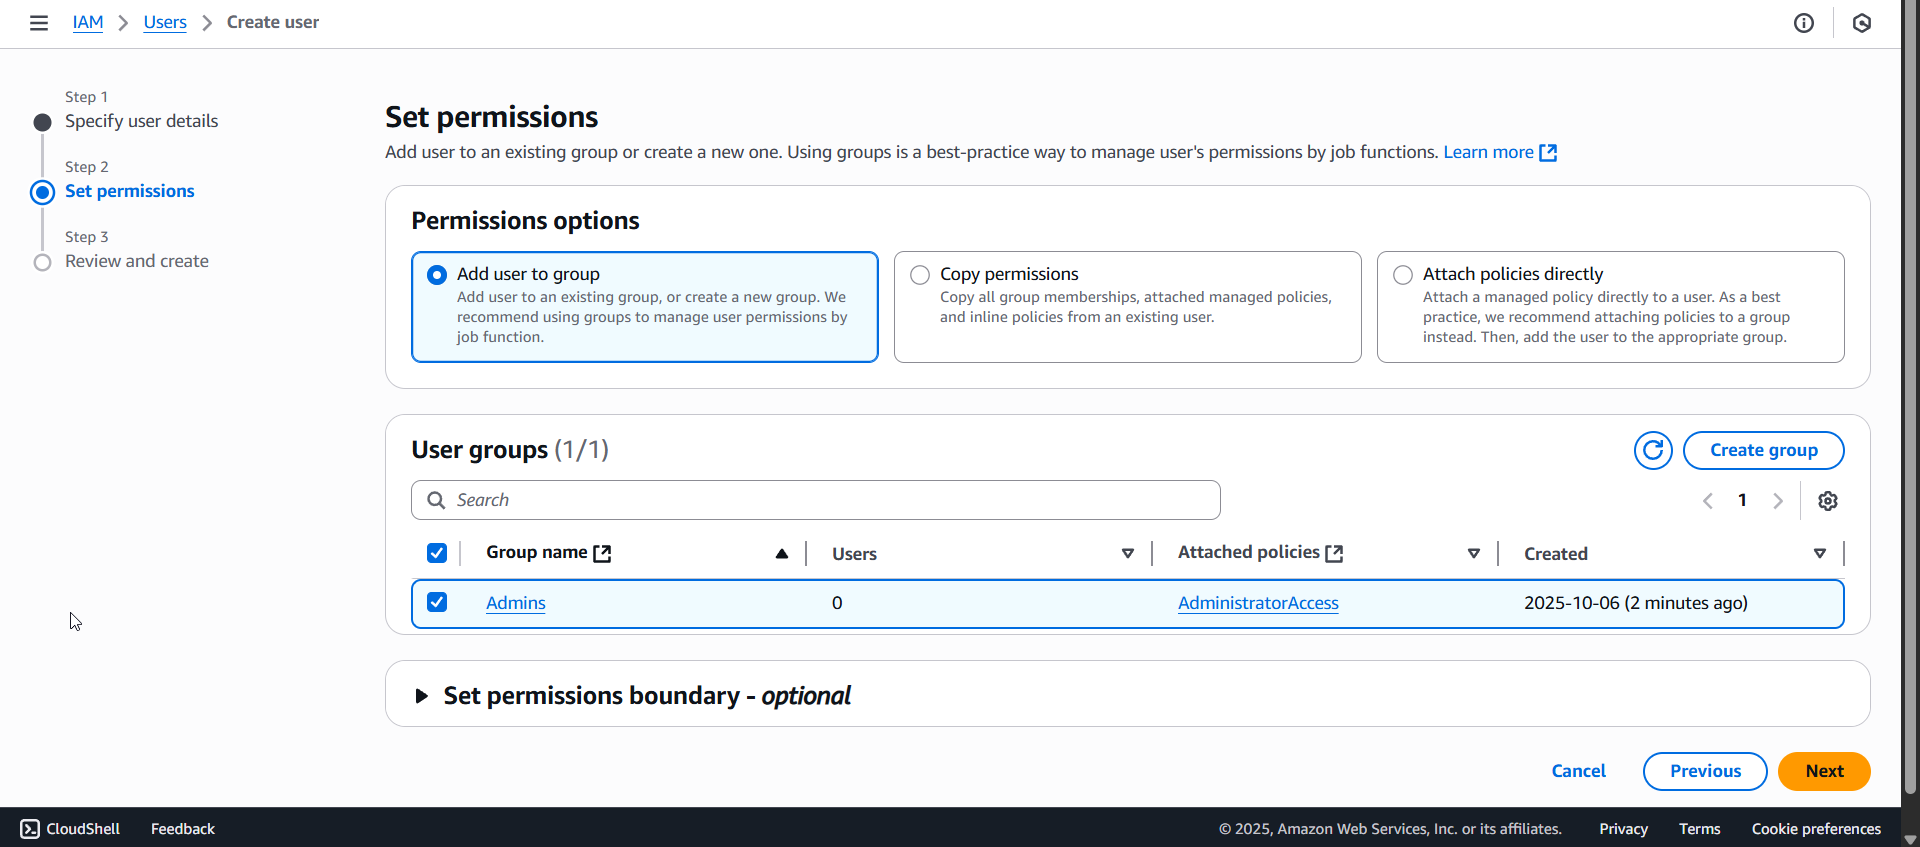 IAM > Users > Create user
Step 1
Specify user details
Step 2
Set permissions
Step 3
Review and create
Set permissions
Add user to an existing group or create a new one. Using groups is a best-practice way to manage user's permissions by job functions. Learn more
Permissions options
Add user to group
Add user to an existing group, or create a new group. We
recommend using groups to manage user permissions by
job function.
Copy permissions
Copy all group memberships, attached managed policies,
and inline policies from an existing user.
Attach policies directly
Attach a managed policy directly to a user. As a best
practice, we recommend attaching policies to a group
instead. Then, add the user to the appropriate group.
User groups (1/1)
Create group
Search
1
Group name Users Attached policies Created
Admins 0 AdministratorAccess 2025-10-06 (2 minutes ago)
Set permissions boundary - optional
Cancel Previous Next
CloudShell Feedback © 2025, Amazon Web Services, Inc. or its affiliates. Privacy Terms Cookie preferences